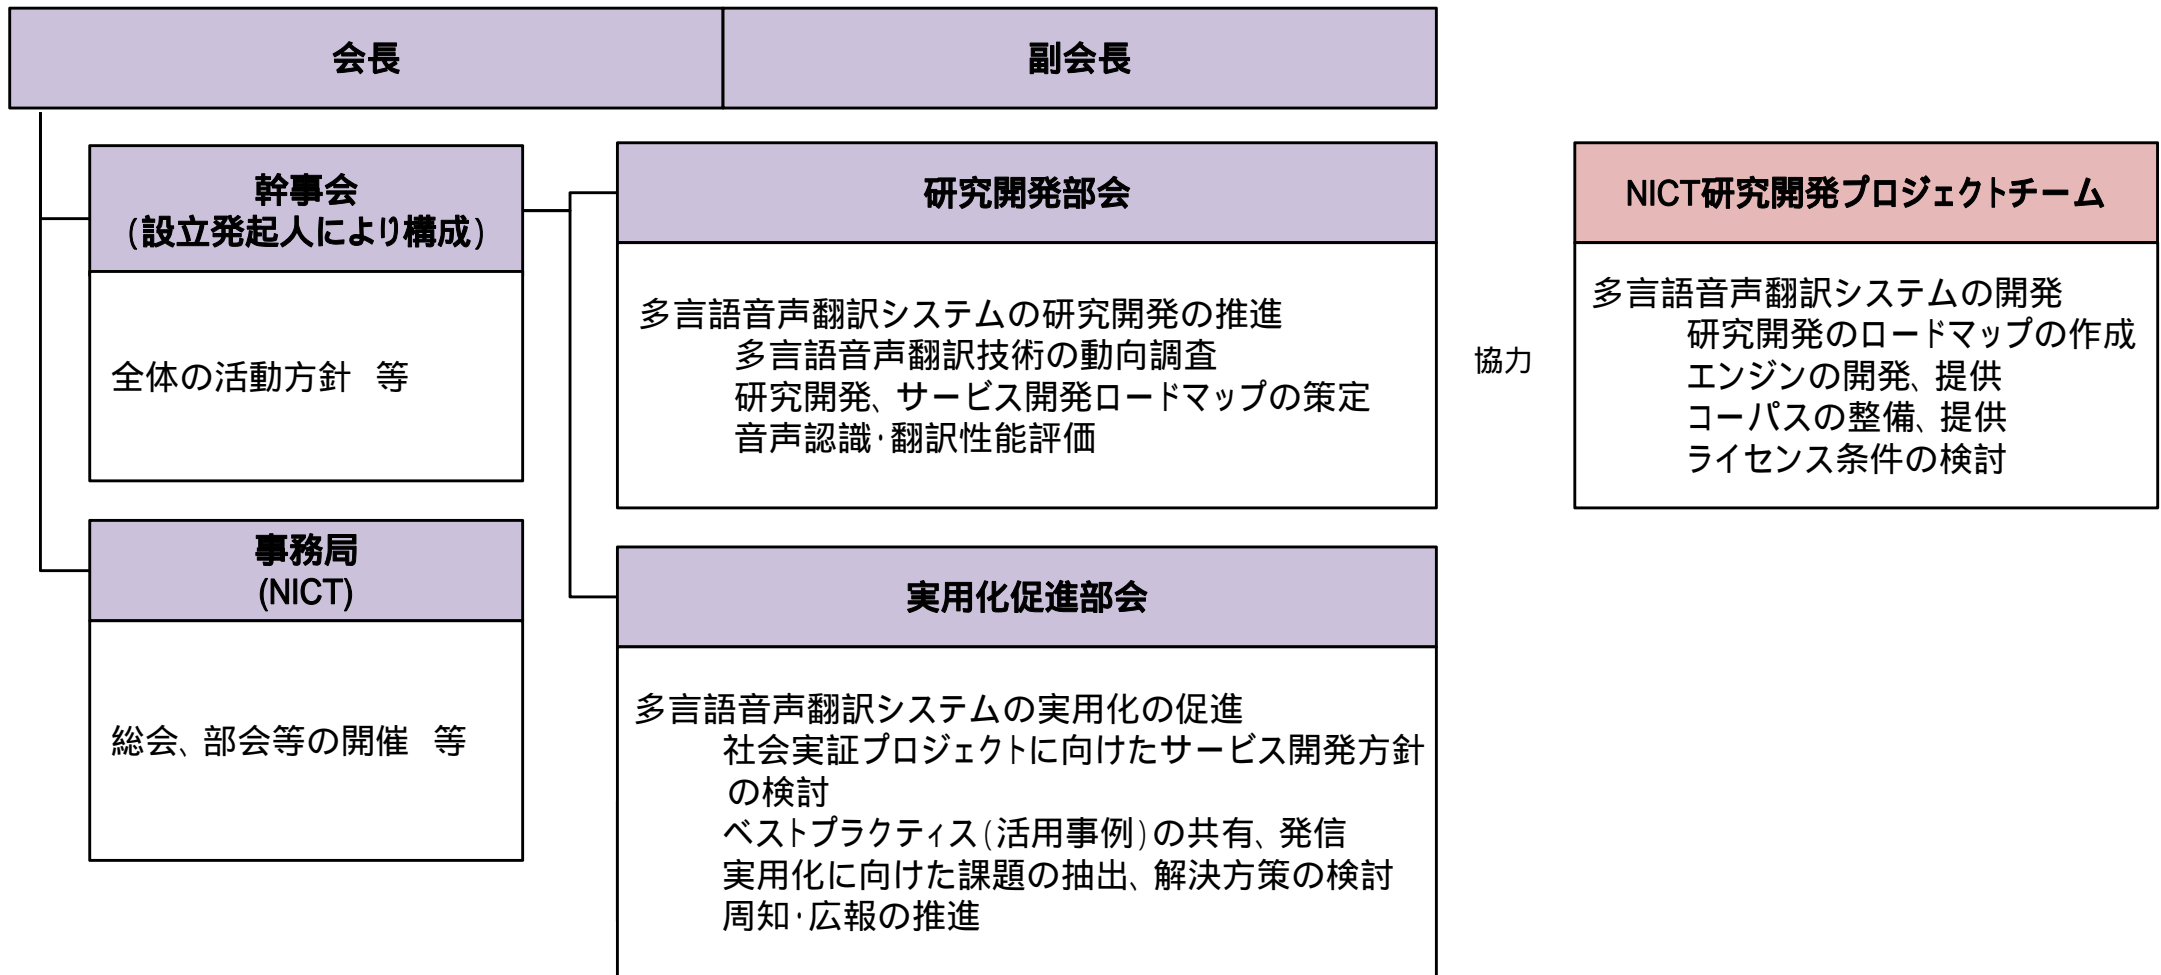 会長
副会長
幹事会
(設立発起人により構成)
全体の活動方針　等
事務局
(NICT)
総会、部会等の開催　等
研究開発部会
多言語音声翻訳システムの研究開発の推進
多言語音声翻訳技術の動向調査
研究開発、サービス開発ロードマップの策定
音声認識・翻訳性能評価
実用化促進部会
多言語音声翻訳システムの実用化の促進
社会実証プロジェクトに向けたサービス開発方針
の検討
ベストプラクティス(活用事例)の共有、発信
実用化に向けた課題の抽出、解決方策の検討
周知・広報の推進
協力
NICT研究開発プロジェクトチーム
多言語音声翻訳システムの開発
研究開発のロードマップの作成
エンジンの開発、提供
コーパスの整備、提供
ライセンス条件の検討